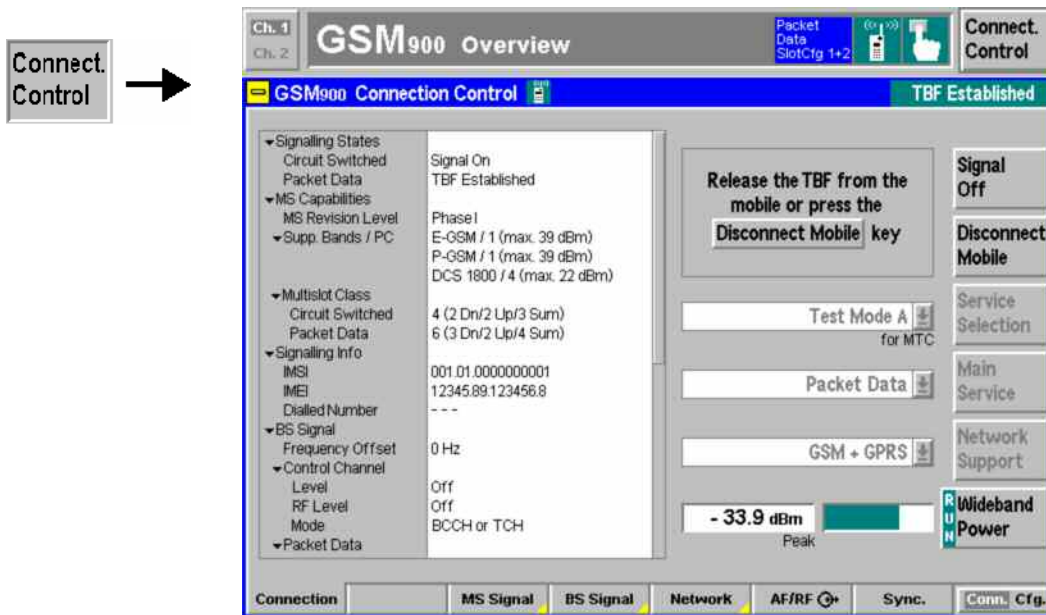 Connect.
Control
Ch. 1
Ch. 2
GSM900 Overview
Packet
Data
SlotCfg 1+2
Connect.
Control
GSM900 Connection Control
TBF Established
Signalling States
Circuit Switched Signal On
Packet Data TBF Established
MS Capabilities
MS Revision Level Phase I
Supp. Bands / PC E-GSM / 1 (max. 39 dBm)
P-GSM / 1 (max. 39 dBm)
DCS 1800 / 4 (max. 22 dBm)
Multislot Class
Circuit Switched 4 (2 Dn/2 Up/3 Sum)
Packet Data 6 (3 Dn/2 Up/4 Sum)
Signalling Info
IMSI 001.01.0000000001
IMEI 12345.89.123456.8
Dialled Number - - -
BS Signal
Frequency Offset 0 Hz
Control Channel
Level Off
RF Level Off
Mode BCCH or TCH
Packet Data
Release the TBF from the
mobile or press the
Disconnect Mobile key
Test Mode A
for MTC
Packet Data
GSM + GPRS
- 33.9 dBm
Peak
Signal
Off
Disconnect
Mobile
Service
Selection
Main
Service
Network
Support
RUN
Wideband
Power
Connection
MS Signal
BS Signal
Network
AF/RF
Sync.
Conn. Cfg.